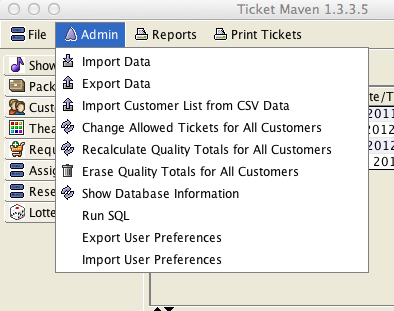 Ticket Maven 1.3.3.5
File Admin Reports Print Tickets
Import Data
Export Data
Import Customer List from CSV Data
Change Allowed Tickets for All Customers
Recalculate Quality Totals for All Customers
Erase Quality Totals for All Customers
Show Database Information
Run SQL
Export User Preferences
Import User Preferences
Show
Pack
Custo
Thea
Requ
Assig
Rese
Lotte
te/T
2011
2012
2012
201